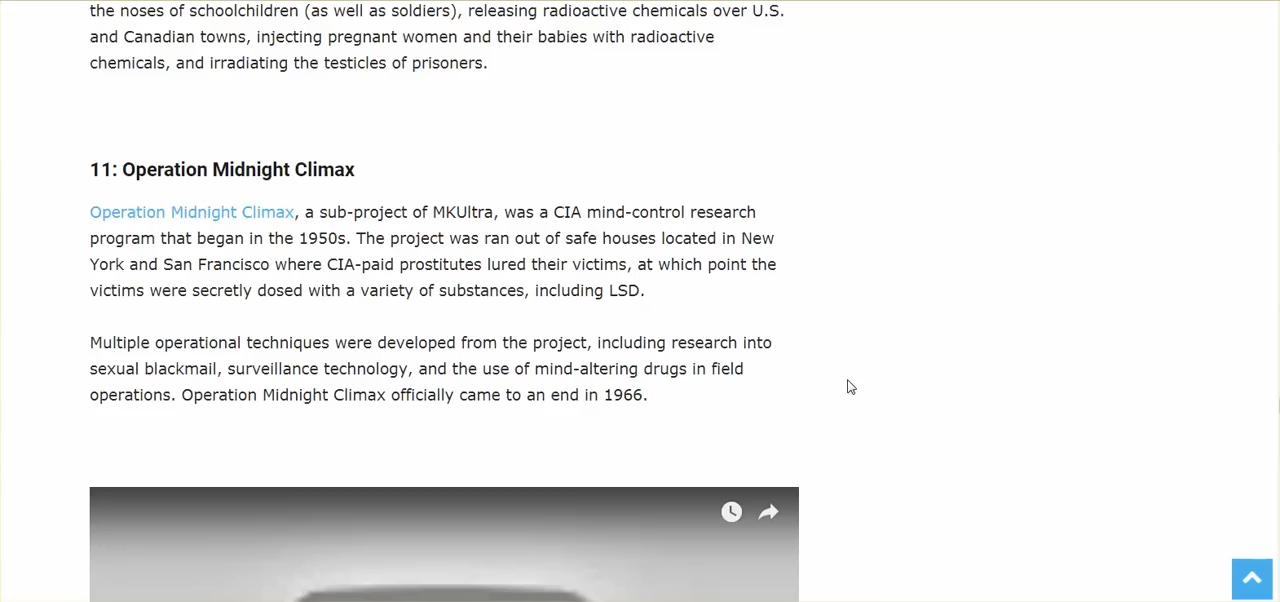 the noses of schoolchildren (as well as soldiers), releasing radioactive chemicals over U.S.
and Canadian towns, injecting pregnant women and their babies with radioactive
chemicals, and irradiating the testicles of prisoners.
11: Operation Midnight Climax
Operation Midnight Climax, a sub-project of MKUltra, was a CIA mind-control research
program that began in the 1950s. The project was ran out of safe houses located in New
York and San Francisco where CIA-paid prostitutes lured their victims, at which point the
victims were secretly dosed with a variety of substances, including LSD.
Multiple operational techniques were developed from the project, including research into
sexual blackmail, surveillance technology, and the use of mind-altering drugs in field
operations. Operation Midnight Climax officially came to an end in 1966.